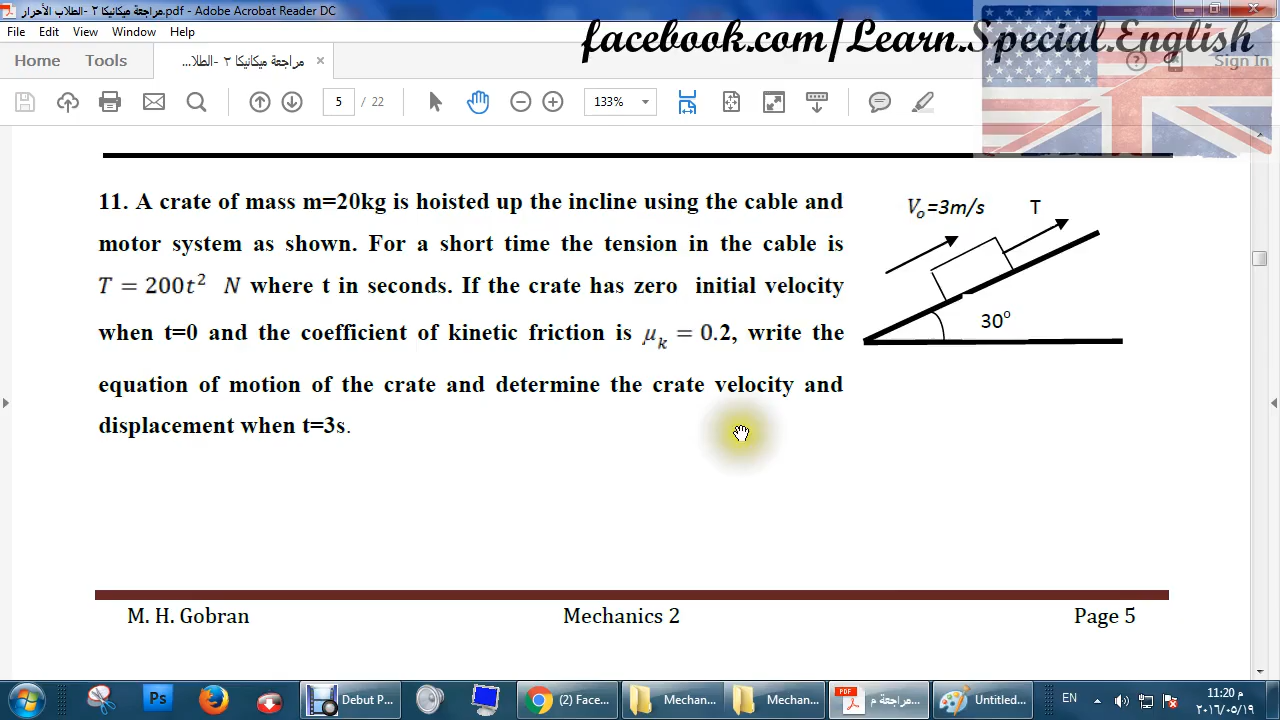 مراجعة ميكانيكا ٢ -الطلاب الأحرار.pdf - Adobe Acrobat Reader DC
facebook.com/Learn.Special.English
File Edit View Window Help
Home Tools
مراجعة ميكانيكا ٢ -الطلا...
Sign In
5 / 22
133%
11. A crate of mass m=20kg is hoisted up the incline using the cable and
motor system as shown. For a short time the tension in the cable is
T = 200t² N where t in seconds. If the crate has zero initial velocity
when t=0 and the coefficient of kinetic friction is μₖ = 0.2, write the
equation of motion of the crate and determine the crate velocity and
displacement when t=3s.
Vₒ=3m/s T
30°
M. H. Gobran Mechanics 2 Page 5
Ps
Debut P...
(2) Face...
Mechan...
Mechan...
PDF
مراجعة م...
Untitled...
EN
11:20 م
٢٠١٦/٠٥/١٩